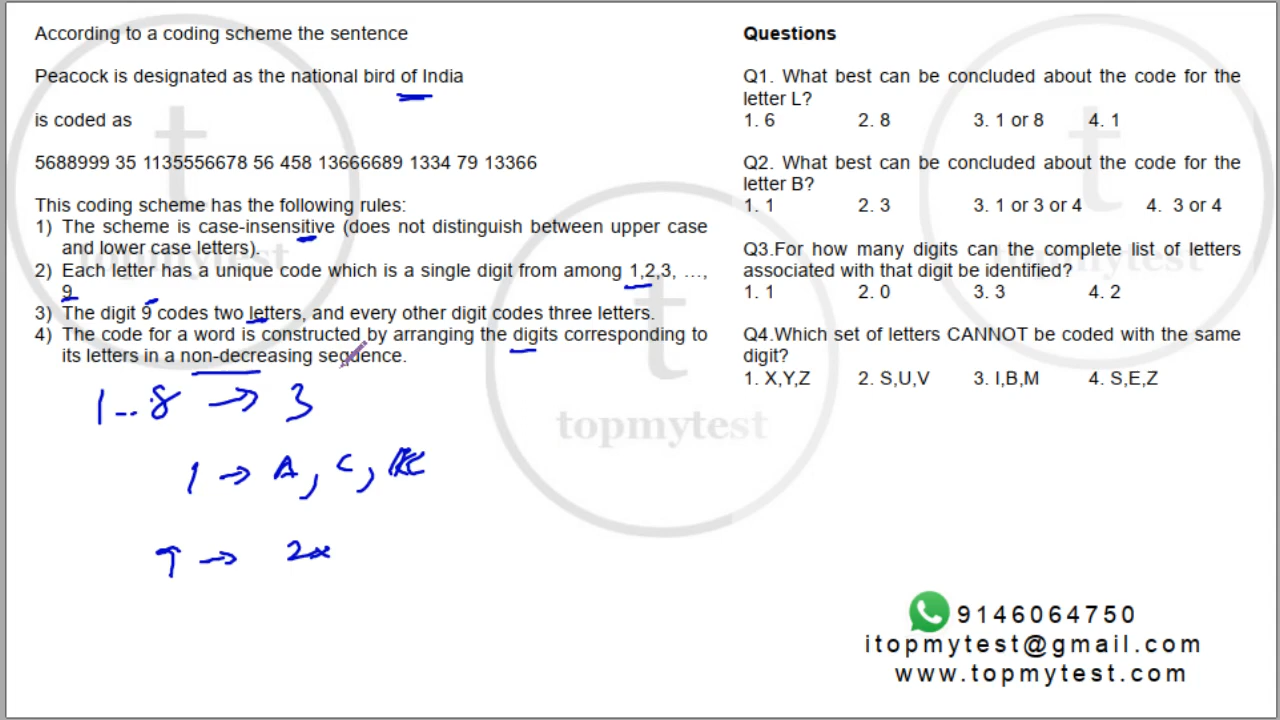 According to a coding scheme the sentence
Peacock is designated as the national bird of India
is coded as
5688999 35 1135556678 56 458 13666689 1334 79 13366
This coding scheme has the following rules:
1) The scheme is case-insensitive (does not distinguish between upper case
and lower case letters).
2) Each letter has a unique code which is a single digit from among 1,2,3, …,
9.
3) The digit 9 codes two letters, and every other digit codes three letters.
4) The code for a word is constructed by arranging the digits corresponding to
its letters in a non-decreasing sequence.
1 -- 8 → 3
1 → A, C,
9 → 2
Questions
Q1. What best can be concluded about the code for the
letter L?
1. 6 2. 8 3. 1 or 8 4. 1
Q2. What best can be concluded about the code for the
letter B?
1. 1 2. 3 3. 1 or 3 or 4 4. 3 or 4
Q3.For how many digits can the complete list of letters
associated with that digit be identified?
1. 1 2. 0 3. 3 4. 2
Q4.Which set of letters CANNOT be coded with the same
digit?
1. X,Y,Z 2. S,U,V 3. I,B,M 4. S,E,Z
t
topmytest
t
topmytest
t
topmytest
9146064750
itopmytest@gmail.com
www.topmytest.com